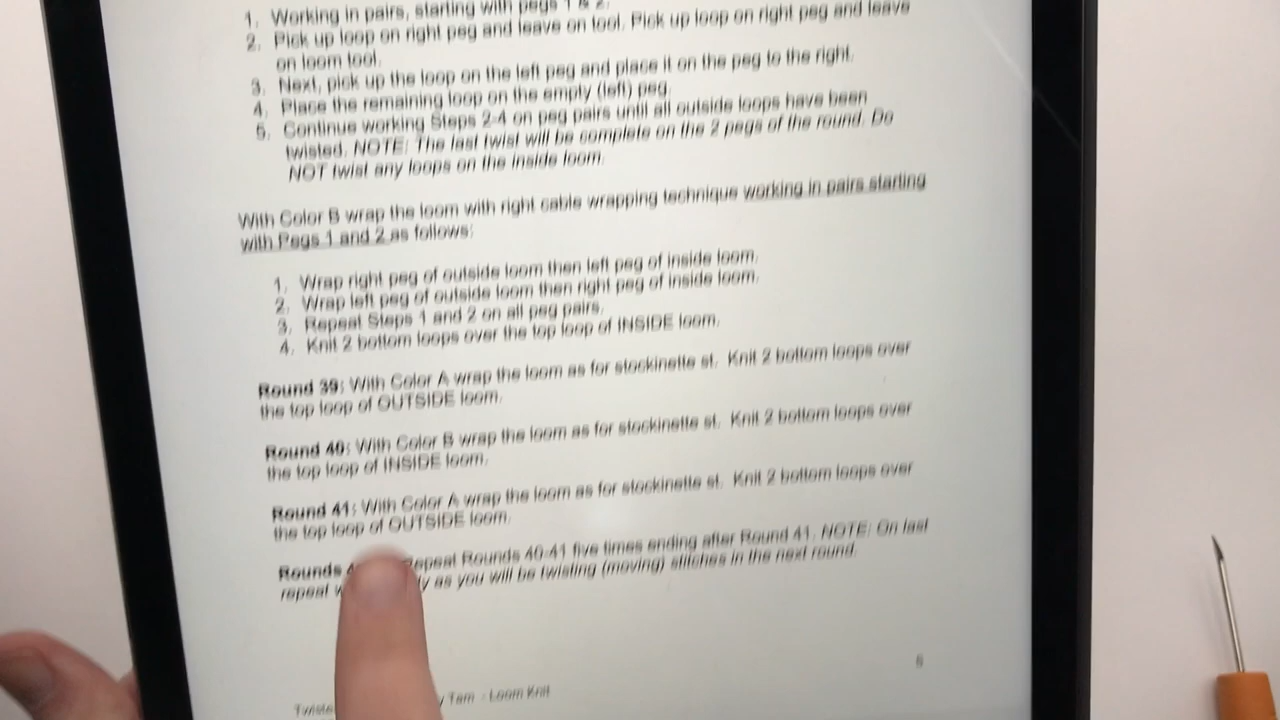 1. Working in pairs, starting with pegs 1 & 2.
2. Pick up loop on right peg and leave on tool. Pick up loop on right peg and leave
on loom tool.
3. Next, pick up the loop on the left peg and place it on the peg to the right.
4. Place the remaining loop on the empty (left) peg.
5. Continue working Steps 2-4 on peg pairs until all outside loops have been
twisted. NOTE: The last twist will be complete on the 2 pegs of the round. Do
NOT twist any loops on the inside loom.
With Color B wrap the loom with right cable wrapping technique working in pairs starting
with Pegs 1 and 2 as follows:
1. Wrap right peg of outside loom then left peg of inside loom.
2. Wrap left peg of outside loom then right peg of inside loom.
3. Repeat Steps 1 and 2 on all peg pairs.
4. Knit 2 bottom loops over the top loop of INSIDE loom.
Round 39: With Color A wrap the loom as for stockinette st. Knit 2 bottom loops over
the top loop of OUTSIDE loom.
Round 40: With Color B wrap the loom as for stockinette st. Knit 2 bottom loops over
the top loop of INSIDE loom.
Round 41: With Color A wrap the loom as for stockinette st. Knit 2 bottom loops over
the top loop of OUTSIDE loom.
Rounds 4 epeat Rounds 40-41 five times ending after Round 41. NOTE: On last
repeat w y as you will be twisting (moving) stitches in the next round.
Twiste y Tam - Loom Knit